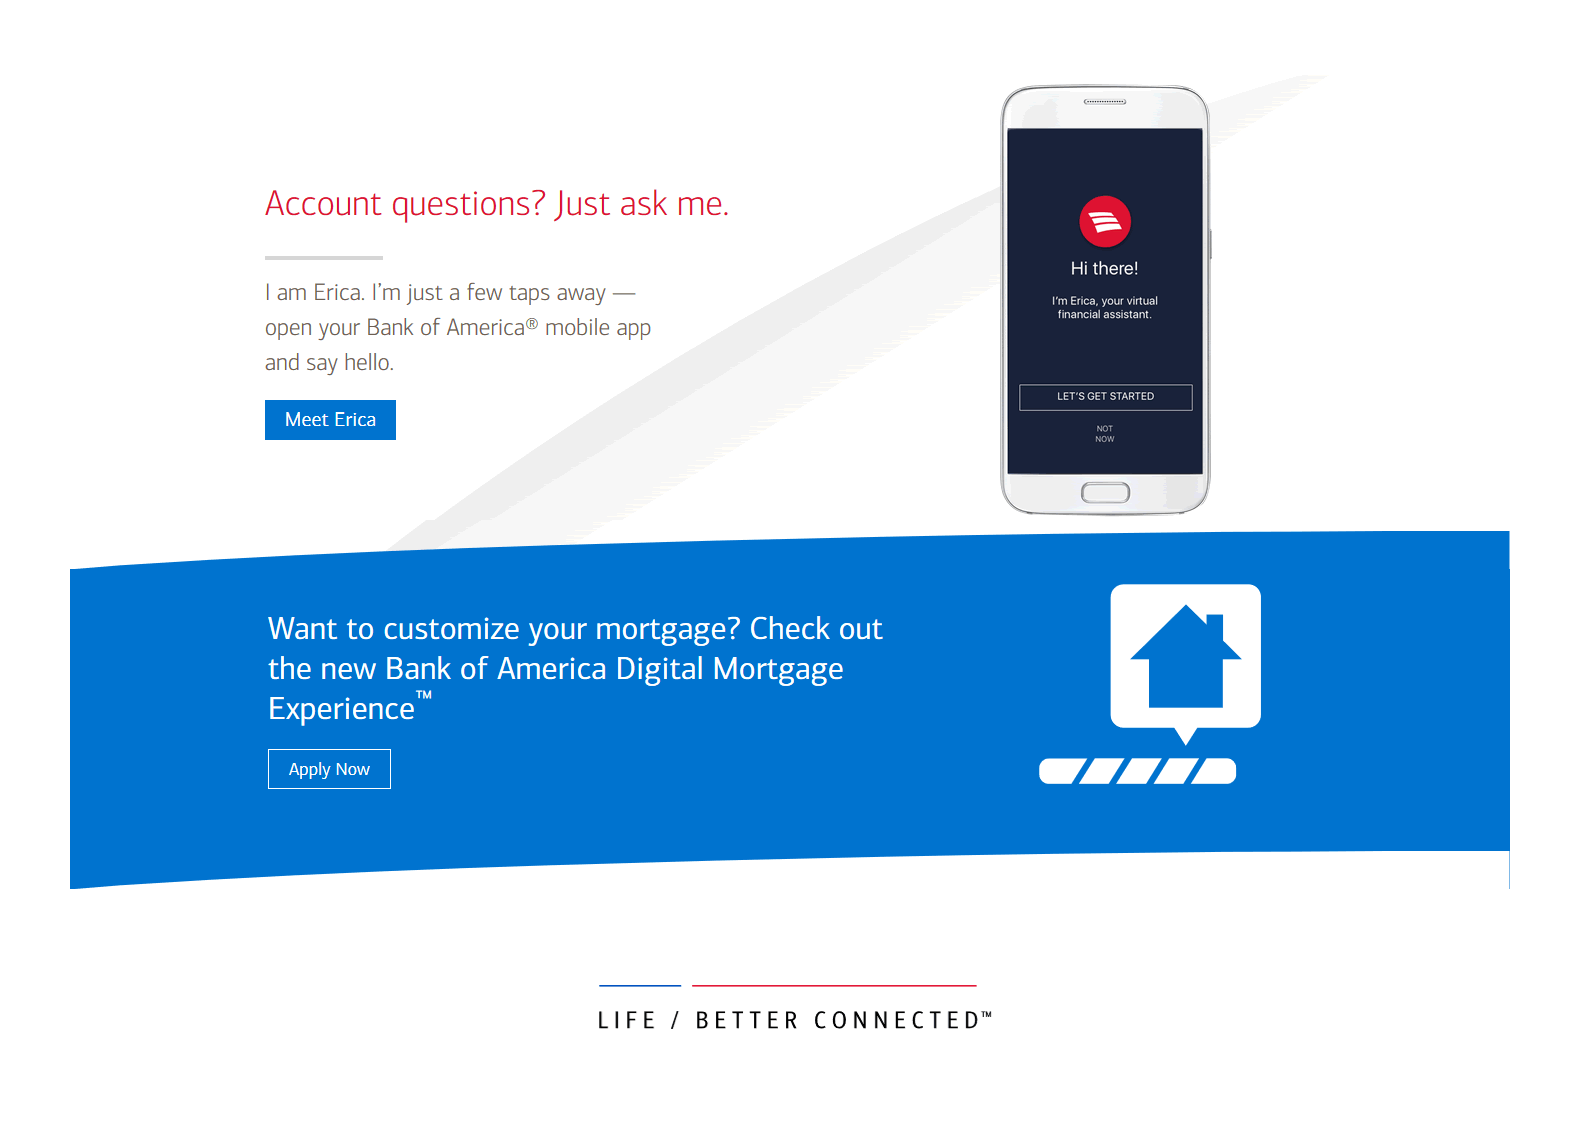 Account questions? Just ask me.
I am Erica. I’m just a few taps away —
open your Bank of America® mobile app
and say hello.
Meet Erica
Hi there!
I’m Erica, your virtual
financial assistant.
LET’S GET STARTED
NOT
NOW
Want to customize your mortgage? Check out
the new Bank of America Digital Mortgage
Experience™
Apply Now
LIFE / BETTER CONNECTED™